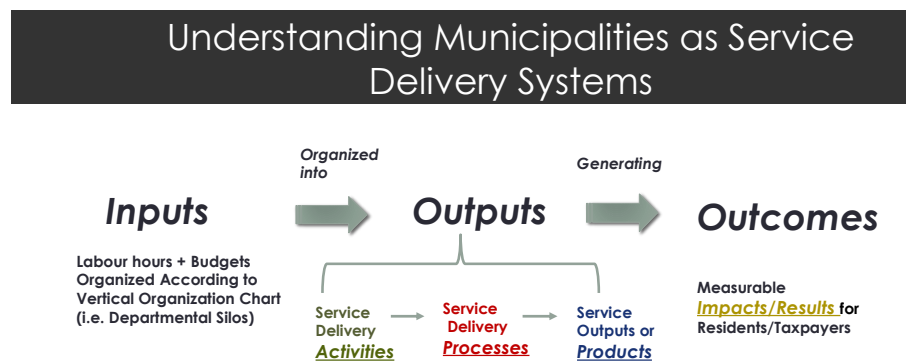 Understanding Municipalities as Service
Delivery Systems
Organized
into
Generating
Inputs
Outputs
Outcomes
Labour hours + Budgets
Organized According to
Vertical Organization Chart
(i.e. Departmental Silos)
Service
Delivery
Activities
Service
Delivery
Processes
Service
Outputs or
Products
Measurable
Impacts/Results for
Residents/Taxpayers